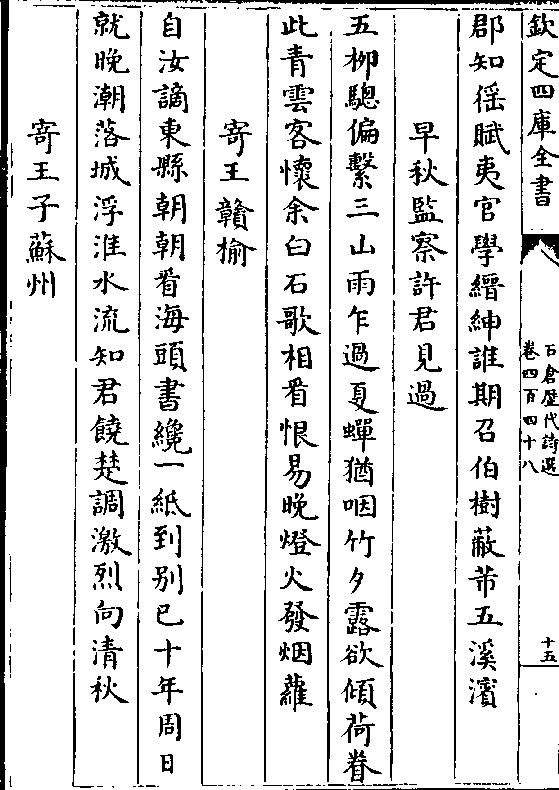 欽定四庫全書
石倉歷代詩選
卷四百四十八
十五
郡知徭賦夷官學縉紳誰期召伯樹蔽芾五溪濱
早秋監察許君見過
五柳驄偏繫三山雨乍過夏蟬猶咽竹夕露欲傾荷眷
此青雲客懷余白石歌相看恨易晚燈火發烟蘿
寄王贛榆
自汝謫東縣朝朝看海頭書纔一紙到别已十年周日
就晚潮落城浮淮水流知君饒楚調激烈向清秋
寄王子蘇州